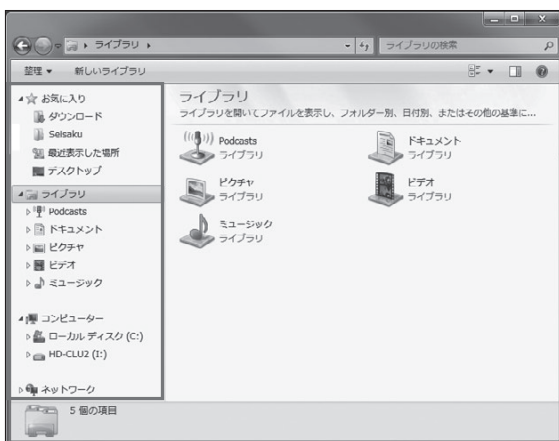 ライブラリ
ライブラリの検索
整理 新しいライブラリ
お気に入り
ダウンロード
Seisaku
最近表示した場所
デスクトップ
ライブラリ
Podcasts
ドキュメント
ピクチャ
ビデオ
ミュージック
コンピューター
ローカル ディスク (C:)
HD-CLU2 (I:)
ネットワーク
ライブラリ
ライブラリを開いてファイルを表示し、フォルダー別、日付別、またはその他の基準に...
Podcasts
ライブラリ
ドキュメント
ライブラリ
ピクチャ
ライブラリ
ビデオ
ライブラリ
ミュージック
ライブラリ
5 個の項目